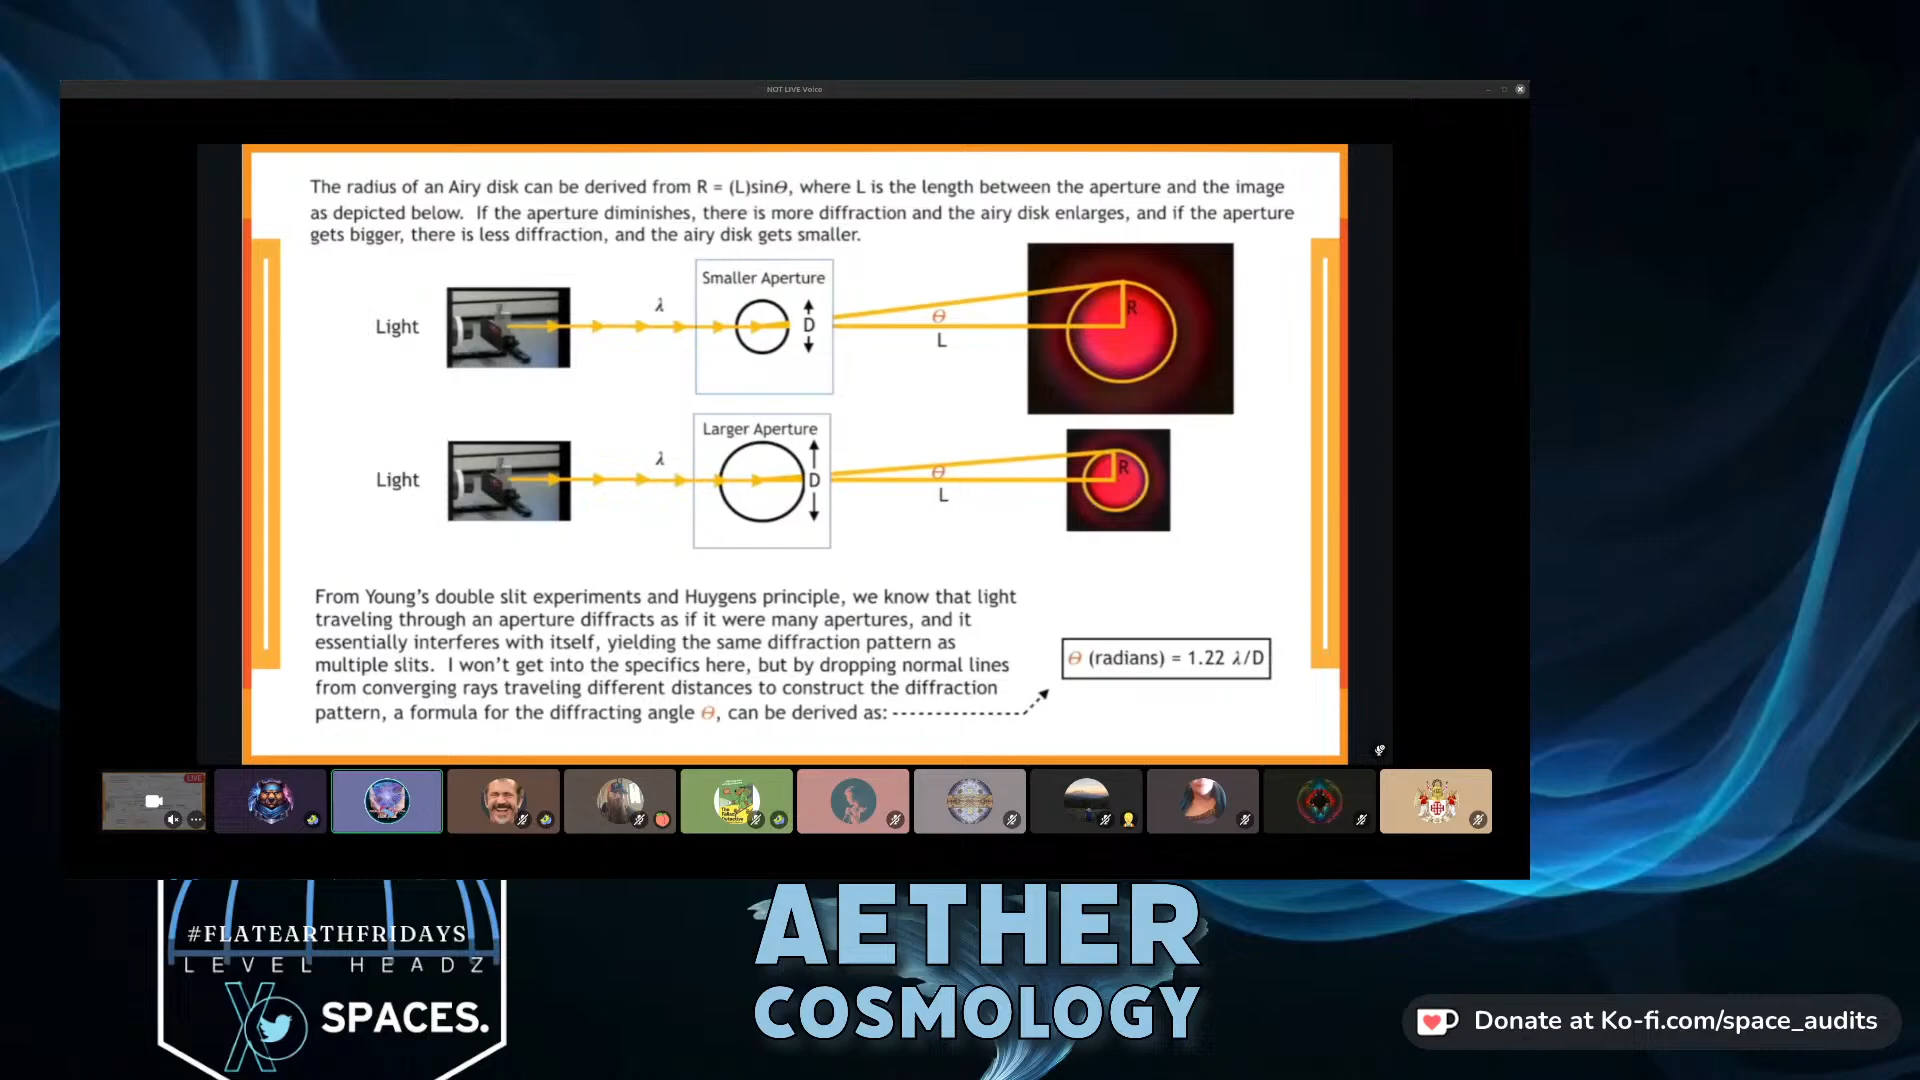 NOT LIVE Voice
The radius of an Airy disk can be derived from R = (L)sinϴ, where L is the length between the aperture and the image
as depicted below. If the aperture diminishes, there is more diffraction and the airy disk enlarges, and if the aperture
gets bigger, there is less diffraction, and the airy disk gets smaller.
Smaller Aperture
Light
λ
D
ϴ
L
R
Larger Aperture
Light
λ
D
ϴ
L
R
From Young's double slit experiments and Huygens principle, we know that light
traveling through an aperture diffracts as if it were many apertures, and it
essentially interferes with itself, yielding the same diffraction pattern as
multiple slits. I won't get into the specifics here, but by dropping normal lines
from converging rays traveling different distances to construct the diffraction
pattern, a formula for the diffracting angle ϴ, can be derived as:
ϴ (radians) = 1.22 λ/D
LIVE
#FLATEARTHFRIDAYS
LEVEL HEADZ
X SPACES.
AETHER
COSMOLOGY
Donate at Ko-fi.com/space_audits